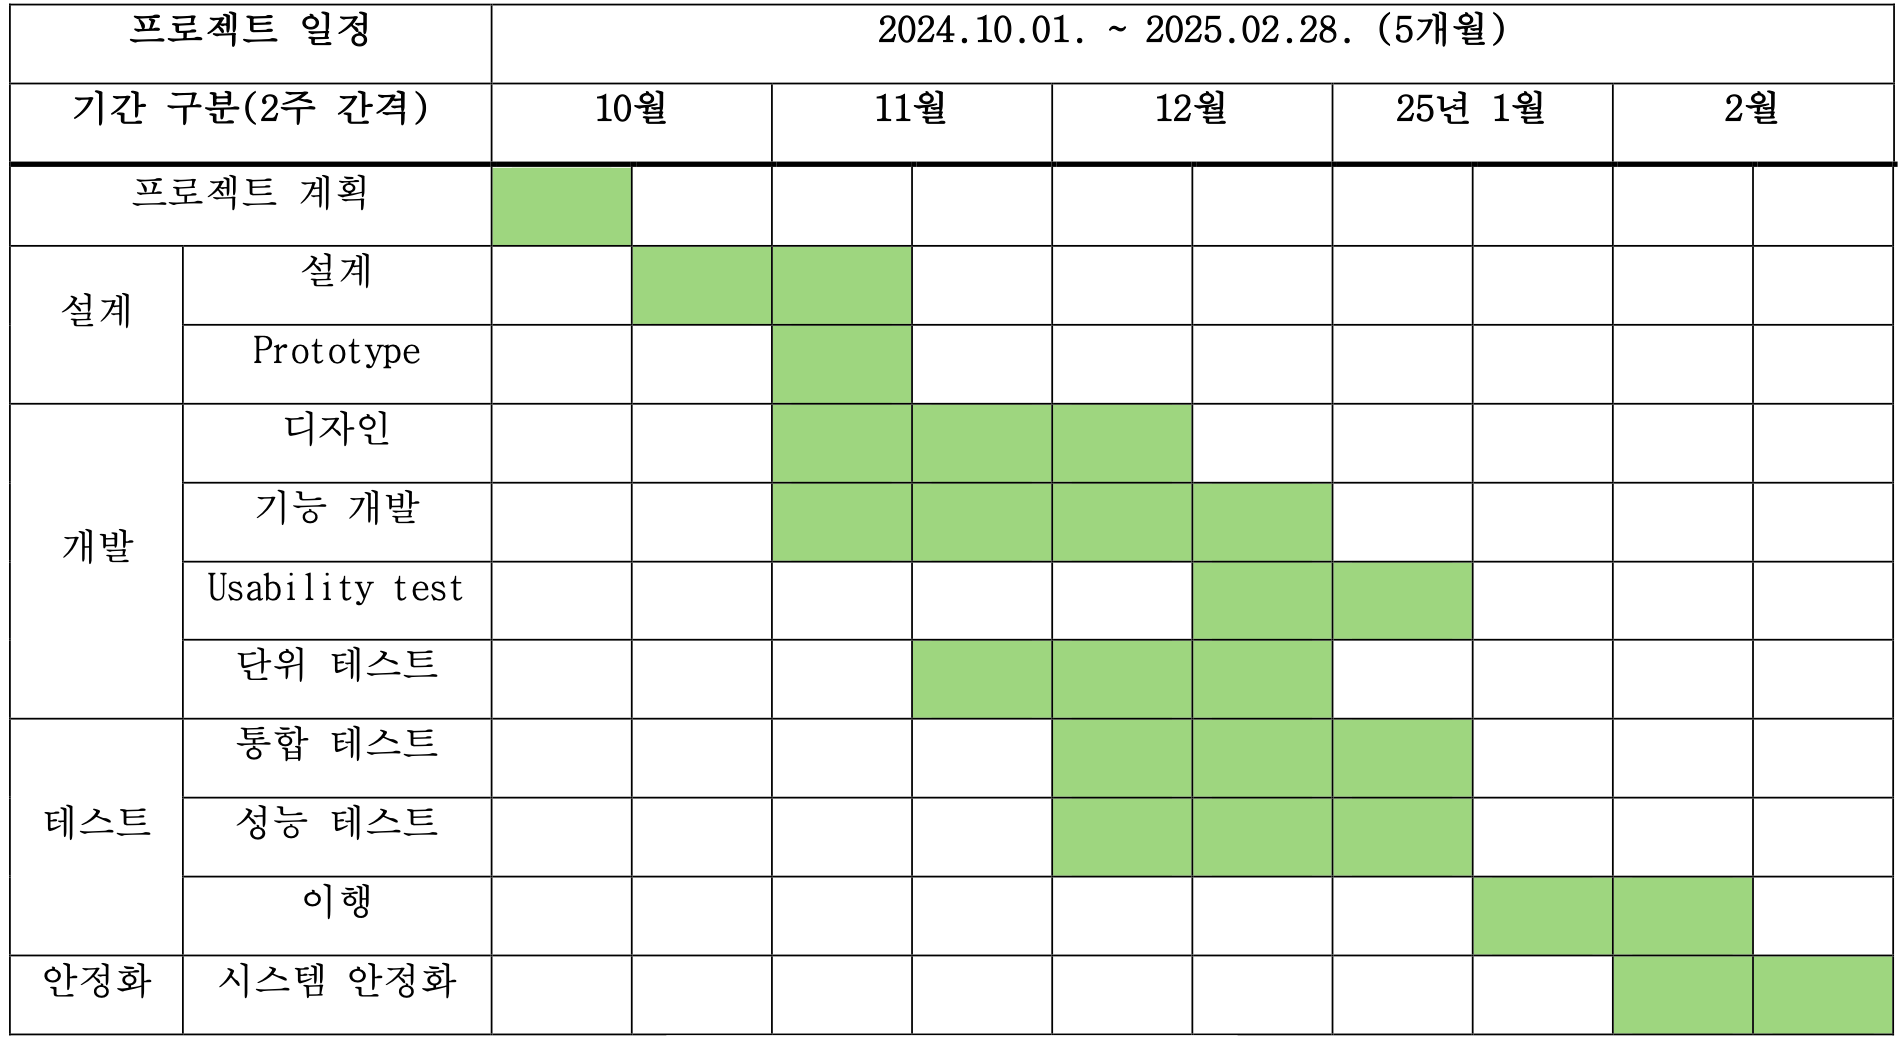 프로젝트 일정 2024.10.01. ~ 2025.02.28. (5개월)
기간 구분(2주 간격) 10월 11월 12월 25년 1월 2월
프로젝트 계획
설계
설계
Prototype
개발
디자인
기능 개발
Usability test
단위 테스트
테스트
통합 테스트
성능 테스트
이행
안정화 시스템 안정화